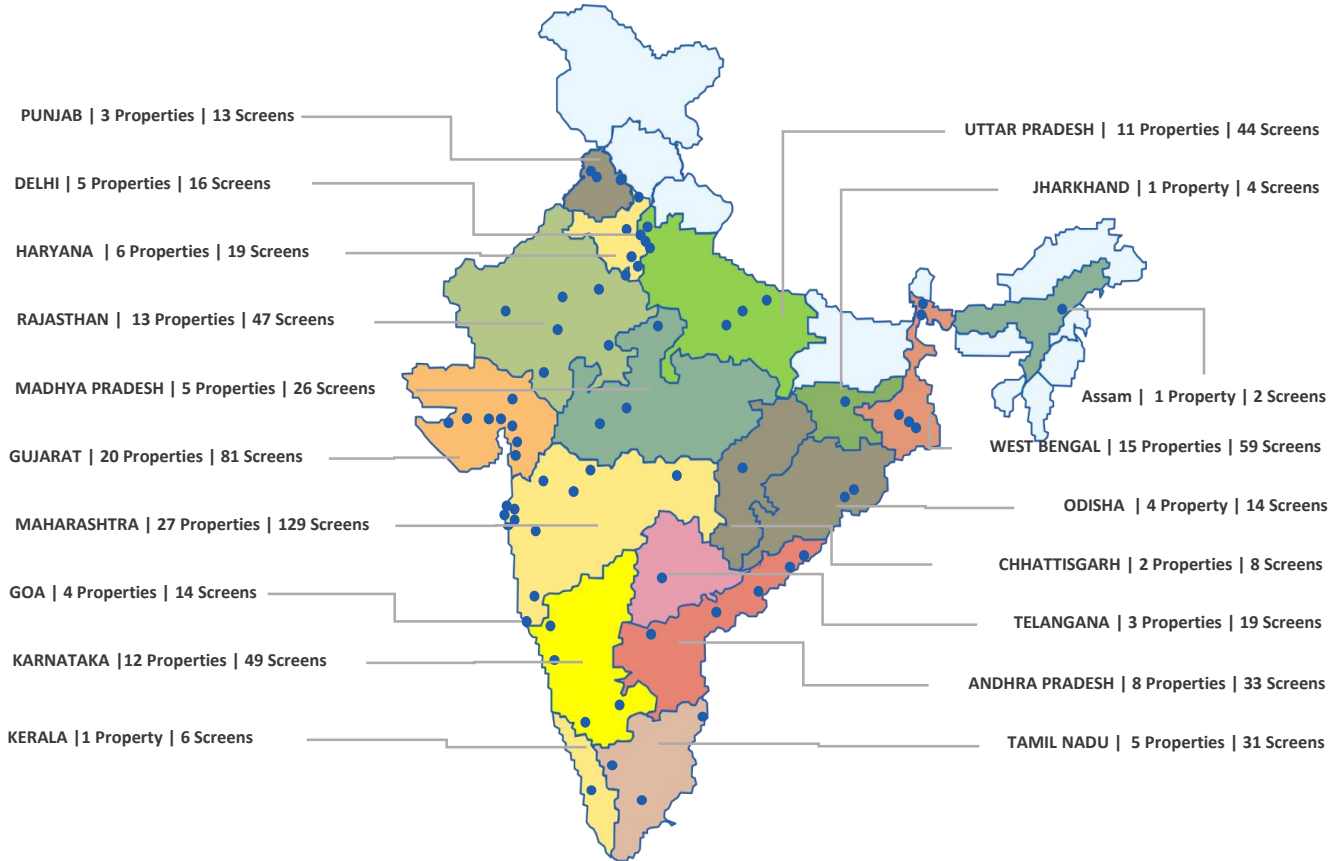 PUNJAB | 3 Properties | 13 Screens
DELHI | 5 Properties | 16 Screens
HARYANA | 6 Properties | 19 Screens
RAJASTHAN | 13 Properties | 47 Screens
MADHYA PRADESH | 5 Properties | 26 Screens
GUJARAT | 20 Properties | 81 Screens
MAHARASHTRA | 27 Properties | 129 Screens
GOA | 4 Properties | 14 Screens
KARNATAKA |12 Properties | 49 Screens
KERALA |1 Property | 6 Screens
UTTAR PRADESH | 11 Properties | 44 Screens
JHARKHAND | 1 Property | 4 Screens
Assam | 1 Property | 2 Screens
WEST BENGAL | 15 Properties | 59 Screens
ODISHA | 4 Property | 14 Screens
CHHATTISGARH | 2 Properties | 8 Screens
TELANGANA | 3 Properties | 19 Screens
ANDHRA PRADESH | 8 Properties | 33 Screens
TAMIL NADU | 5 Properties | 31 Screens